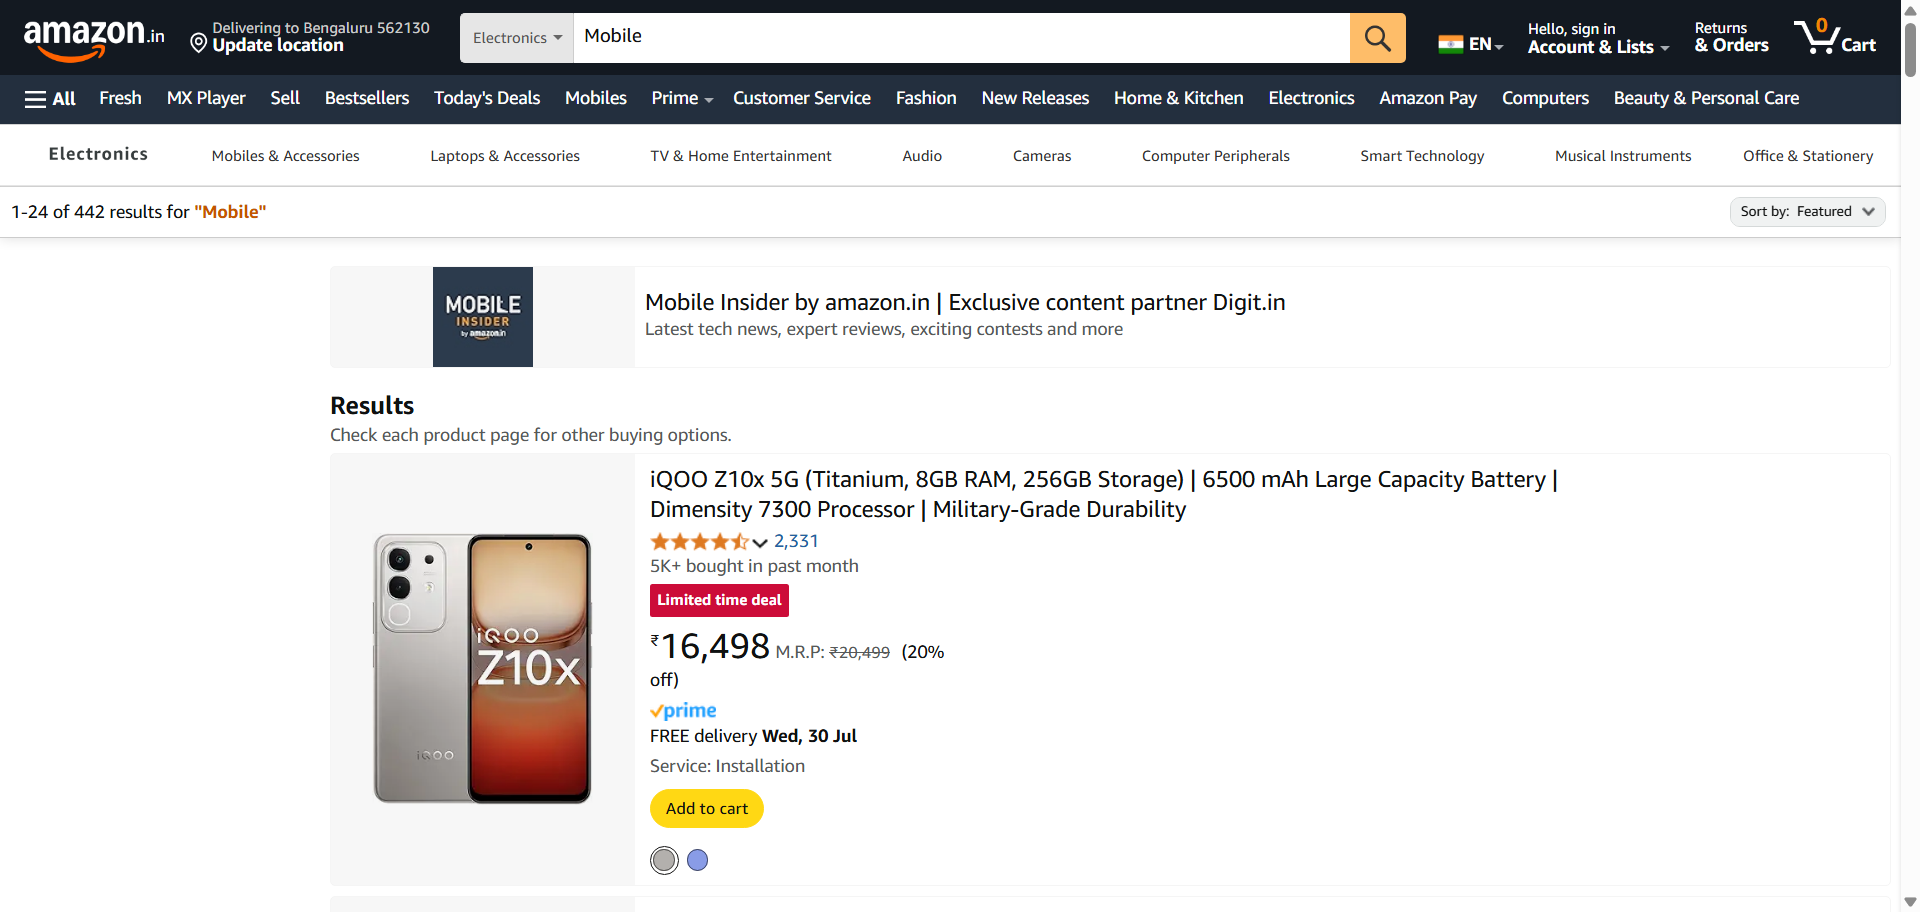 amazon.in
Delivering to Bengaluru 562130
Update location
Electronics
Mobile
EN
Hello, sign in
Account & Lists
Returns
& Orders
0
Cart
All
Fresh
MX Player
Sell
Bestsellers
Today's Deals
Mobiles
Prime
Customer Service
Fashion
New Releases
Home & Kitchen
Electronics
Amazon Pay
Computers
Beauty & Personal Care
Electronics
Mobiles & Accessories
Laptops & Accessories
TV & Home Entertainment
Audio
Cameras
Computer Peripherals
Smart Technology
Musical Instruments
Office & Stationery
1-24 of 442 results for "Mobile"
Sort by: Featured
MOBILE
INSIDER
by amazon.in
Mobile Insider by amazon.in | Exclusive content partner Digit.in
Latest tech news, expert reviews, exciting contests and more
Results
Check each product page for other buying options.
iQOO
Z10x
iQOO
iQOO Z10x 5G (Titanium, 8GB RAM, 256GB Storage) | 6500 mAh Large Capacity Battery |
Dimensity 7300 Processor | Military-Grade Durability
2,331
5K+ bought in past month
Limited time deal
₹16,498 M.R.P: ₹20,499 (20%
off)
prime
FREE delivery Wed, 30 Jul
Service: Installation
Add to cart